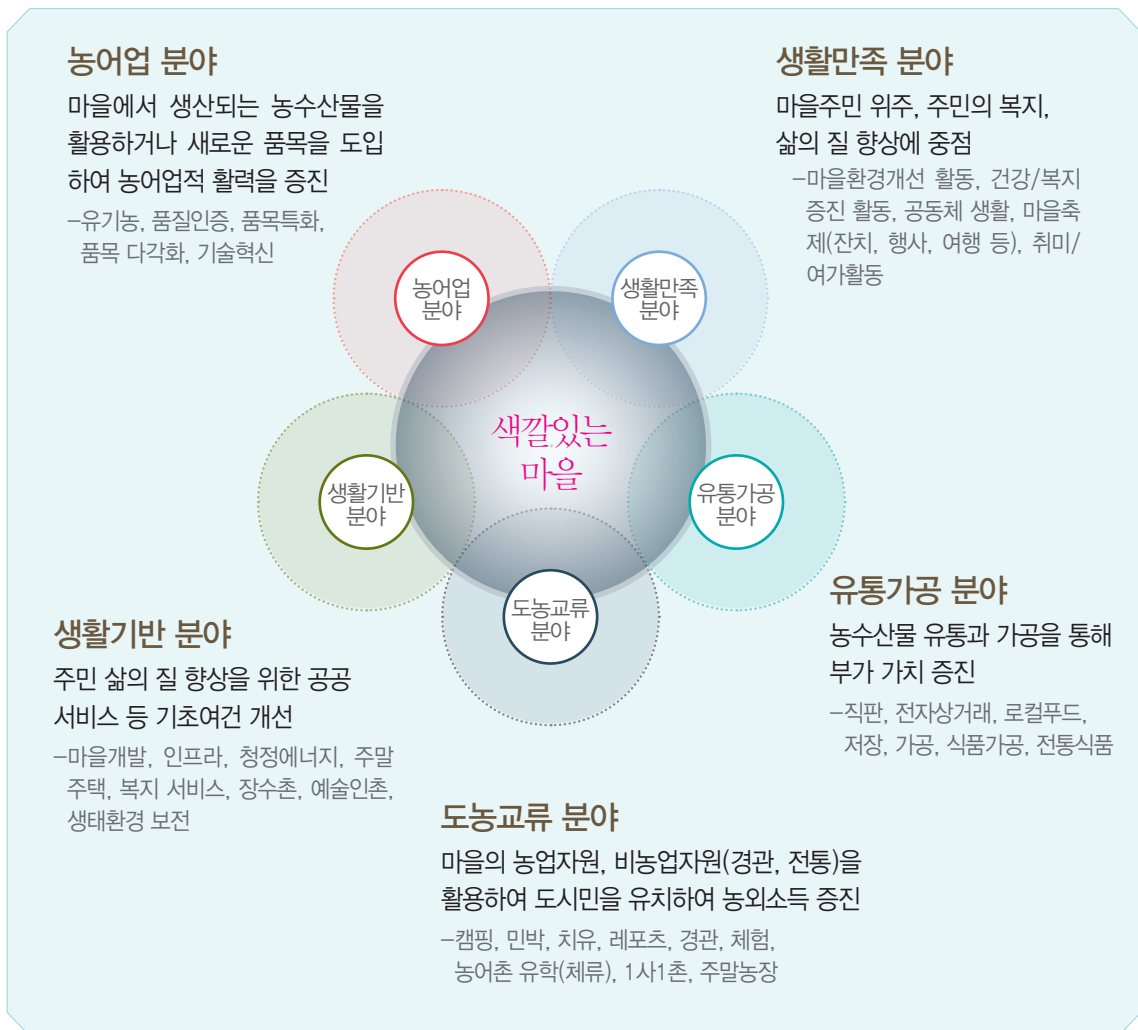 농어업 분야
마을에서 생산되는 농수산물을
활용하거나 새로운 품목을 도입
하여 농어업적 활력을 증진
-유기농, 품질인증, 품목특화,
품목 다각화, 기술혁신
생활만족 분야
마을주민 위주, 주민의 복지,
삶의 질 향상에 중점
-마을환경개선 활동, 건강/복지
증진 활동, 공동체 생활, 마을축
제(잔치, 행사, 여행 등), 취미/
여가활동
농어업
분야
생활만족
분야
색깔있는
마을
생활기반
분야
유통가공
분야
도농교류
분야
생활기반 분야
주민 삶의 질 향상을 위한 공공
서비스 등 기초여건 개선
-마을개발, 인프라, 청정에너지, 주말
주택, 복지 서비스, 장수촌, 예술인촌,
생태환경 보전
유통가공 분야
농수산물 유통과 가공을 통해
부가 가치 증진
-직판, 전자상거래, 로컬푸드,
저장, 가공, 식품가공, 전통식품
도농교류 분야
마을의 농업자원, 비농업자원(경관, 전통)을
활용하여 도시민을 유치하여 농외소득 증진
-캠핑, 민박, 치유, 레포츠, 경관, 체험,
농어촌 유학(체류), 1사1촌, 주말농장